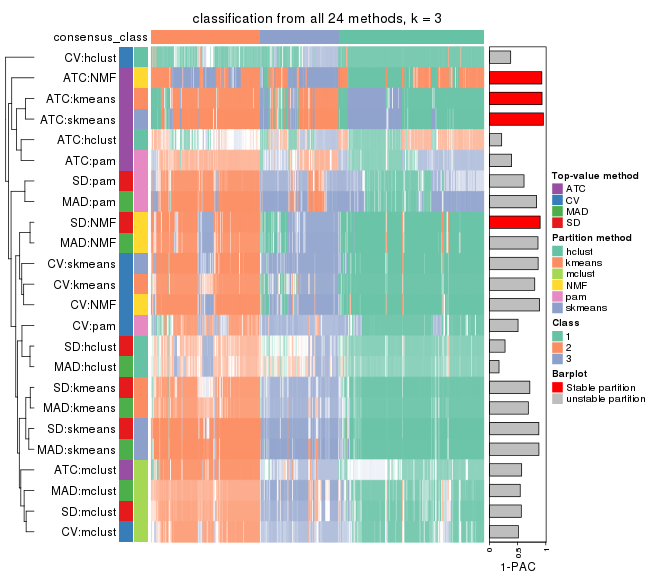 classification from all 24 methods, k = 3
consensus_class
CV:hclust
ATC:NMF
ATC:kmeans
ATC:skmeans
ATC:hclust
ATC:pam
SD:pam
MAD:pam
SD:NMF
MAD:NMF
CV:skmeans
CV:kmeans
CV:NMF
CV:pam
SD:hclust
MAD:hclust
SD:kmeans
MAD:kmeans
SD:skmeans
MAD:skmeans
ATC:mclust
MAD:mclust
SD:mclust
CV:mclust
0
0.5
1
1-PAC
Top-value method
ATC
CV
MAD
SD
Partition method
hclust
kmeans
mclust
NMF
pam
skmeans
Class
1
2
3
Barplot
Stable partition
unstable partition